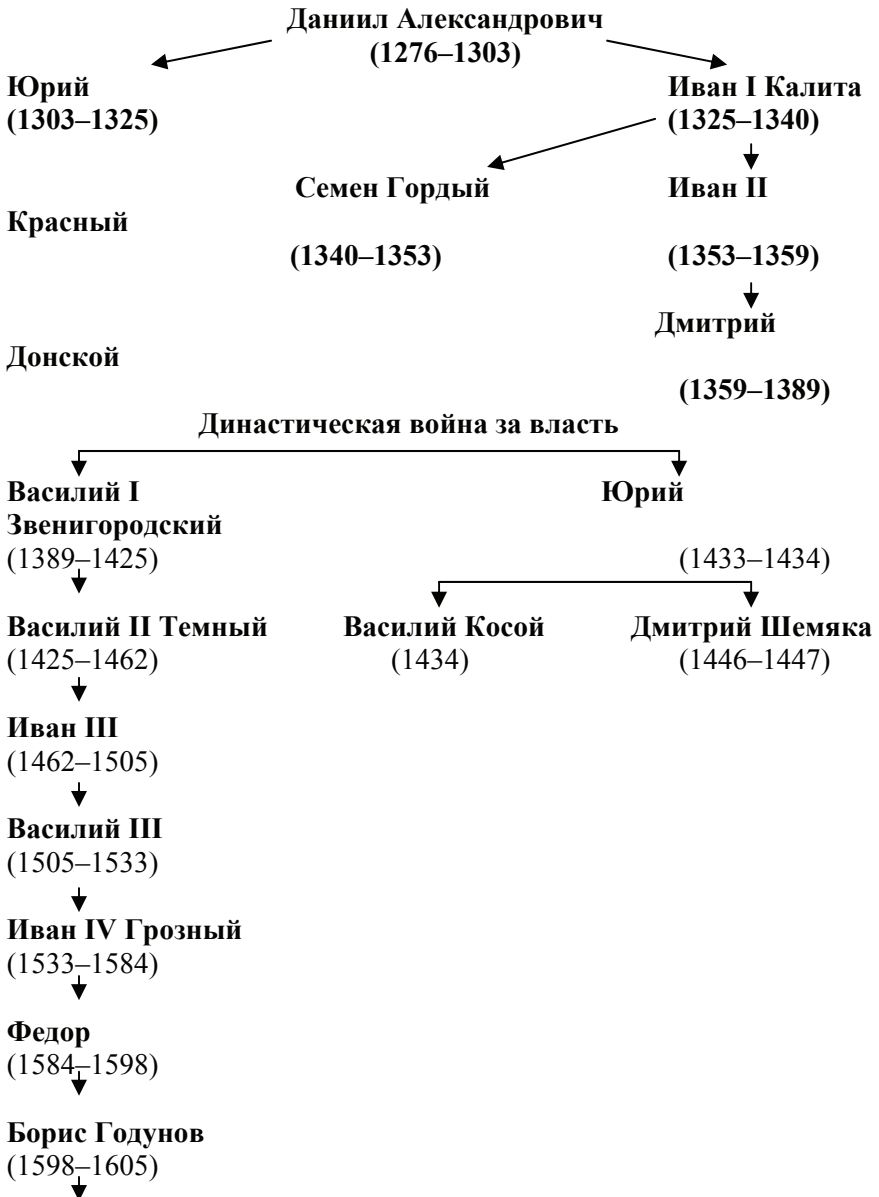 Даниил Александрович
(1276–1303)
Юрий Иван I Калита
(1303–1325) (1325–1340)
Семен Гордый Иван II
Красный
(1340–1353) (1353–1359)
Дмитрий
Донской
(1359–1389)
Династическая война за власть
Василий I Юрий
Звенигородский
(1389–1425) (1433–1434)
Василий II Темный Василий Косой Дмитрий Шемяка
(1425–1462) (1434) (1446–1447)
Иван III
(1462–1505)
Василий III
(1505–1533)
Иван IV Грозный
(1533–1584)
Федор
(1584–1598)
Борис Годунов
(1598–1605)